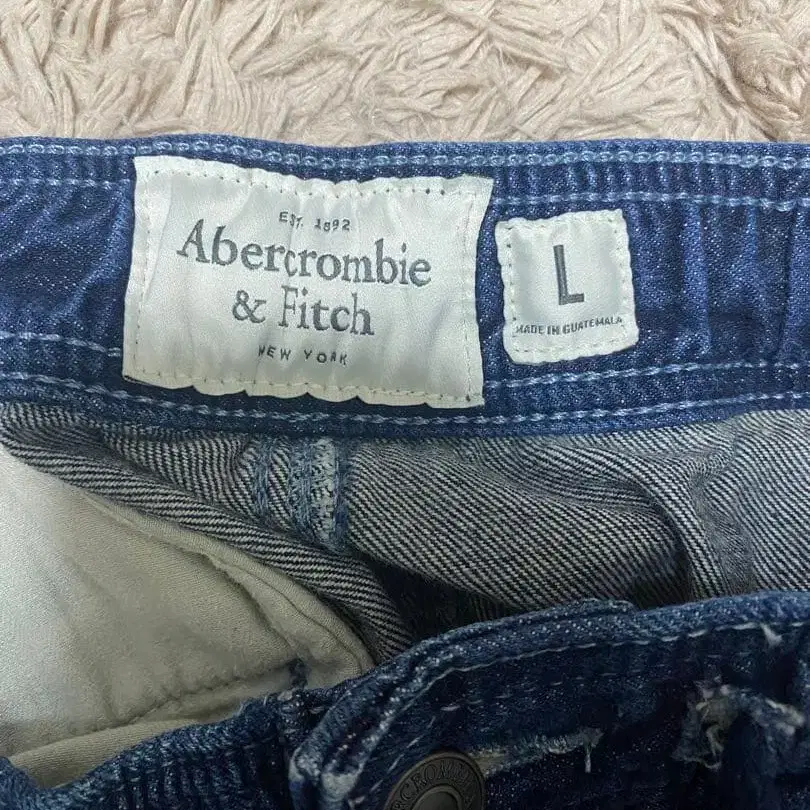 EST. 1892
Abercrombie
& Fitch
NEW YORK
L
MADE IN GUATEMALA